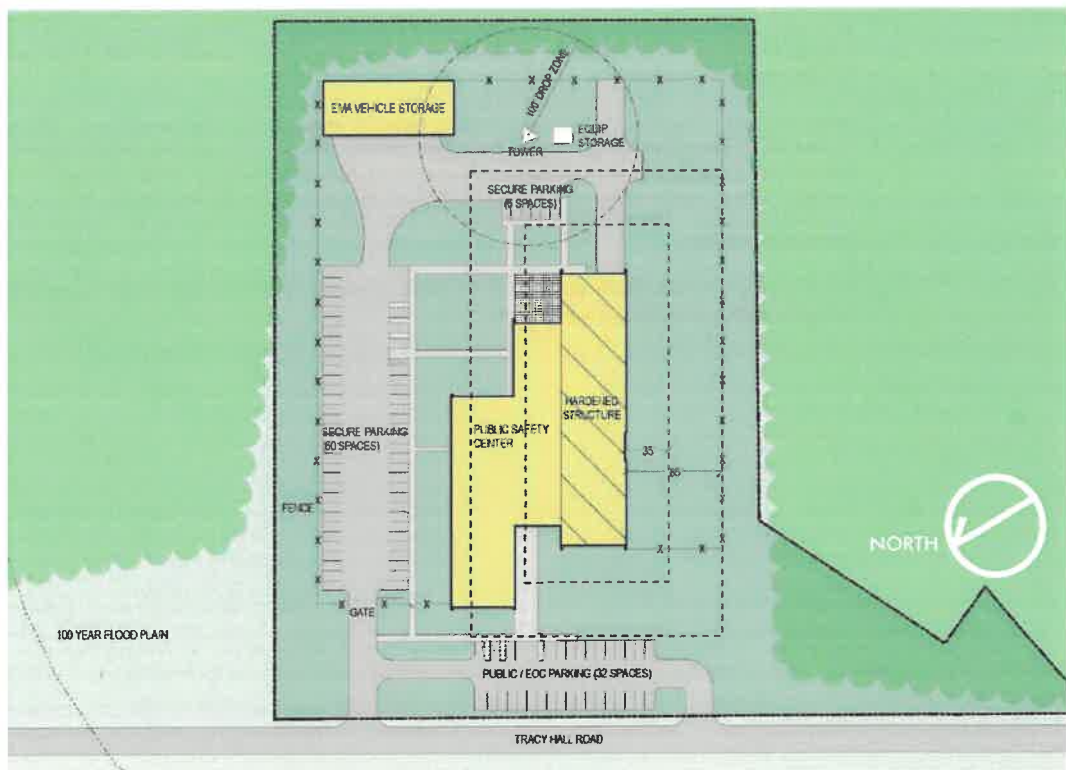 EMA VEHICLE STORAGE
100' DROP ZONE
TOWER
EQUIP
STORAGE
SECURE PARKING
(6 SPACES)
HARDENED
STRUCTURE
PUBLIC SAFETY
CENTER
SECURE PARKING
(60 SPACES)
35
85
FENCE
NORTH
GATE
100 YEAR FLOOD PLAIN
PUBLIC / EOC PARKING (32 SPACES)
TRACY HALL ROAD